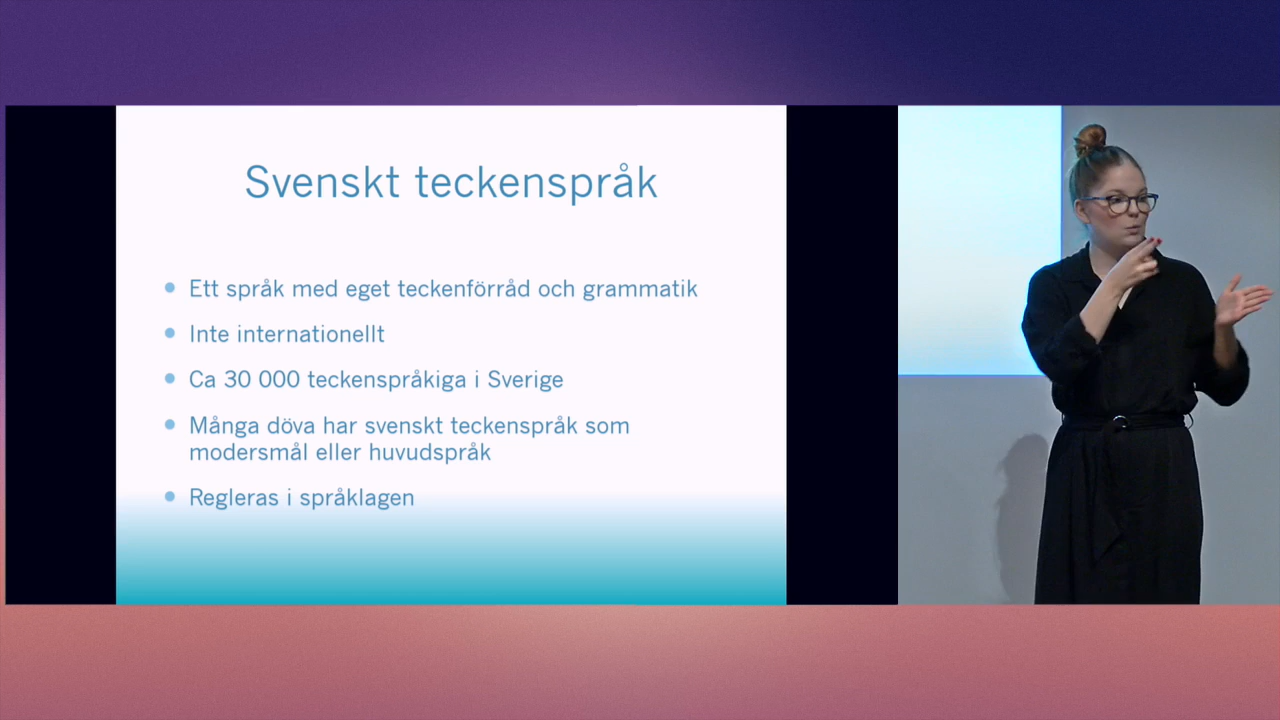 Svenskt teckenspråk
Ett språk med eget teckenförråd och grammatik
Inte internationellt
Ca 30 000 teckenspråkiga i Sverige
Många döva har svenskt teckenspråk som
modersmål eller huvudspråk
Regleras i språklagen